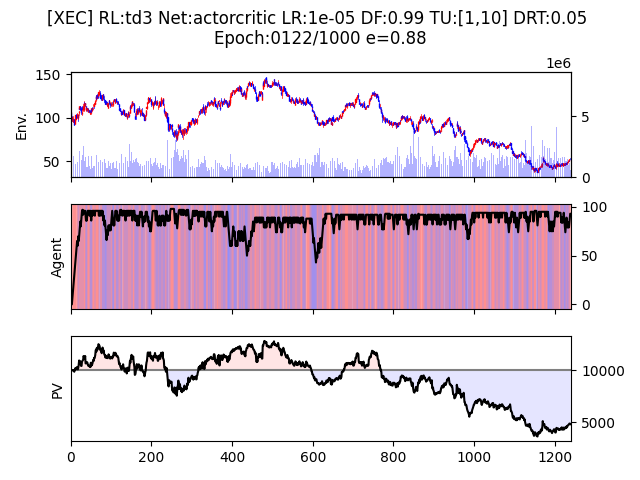 [XEC] RL:td3 Net:actorcritic LR:1e-05 DF:0.99 TU:[1,10] DRT:0.05
Epoch:0122/1000 e=0.88
1e6
150
100
50
Env.
5
0
Agent
100
50
0
PV
10000
5000
0
200
400
600
800
1000
1200